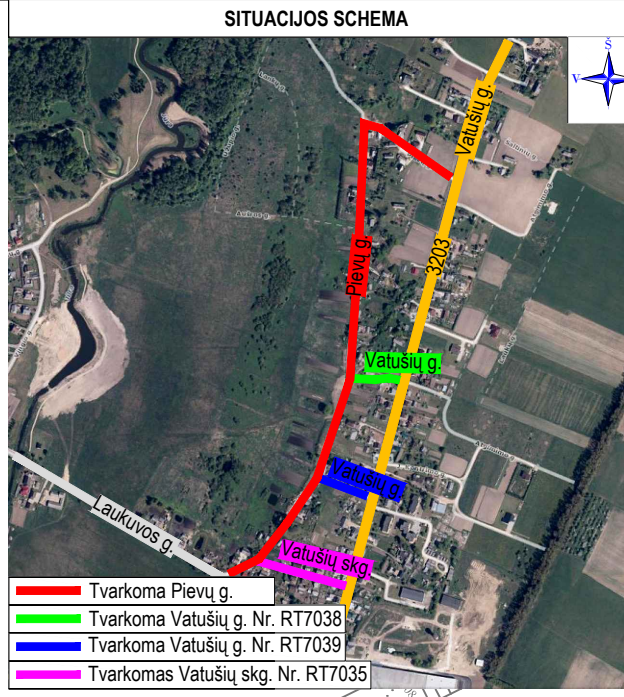 SITUACIJOS SCHEMA
Š
V
Vatušių g.
Aušros g.
3203
Pievų g.
Vatušių g.
Vatušių g
Laukuvos g.
Vatušių skg.
Tvarkoma Pievų g.
Tvarkoma Vatušių g. Nr. RT7038
Tvarkoma Vatušių g. Nr. RT7039
Tvarkomas Vatušių skg. Nr. RT7035